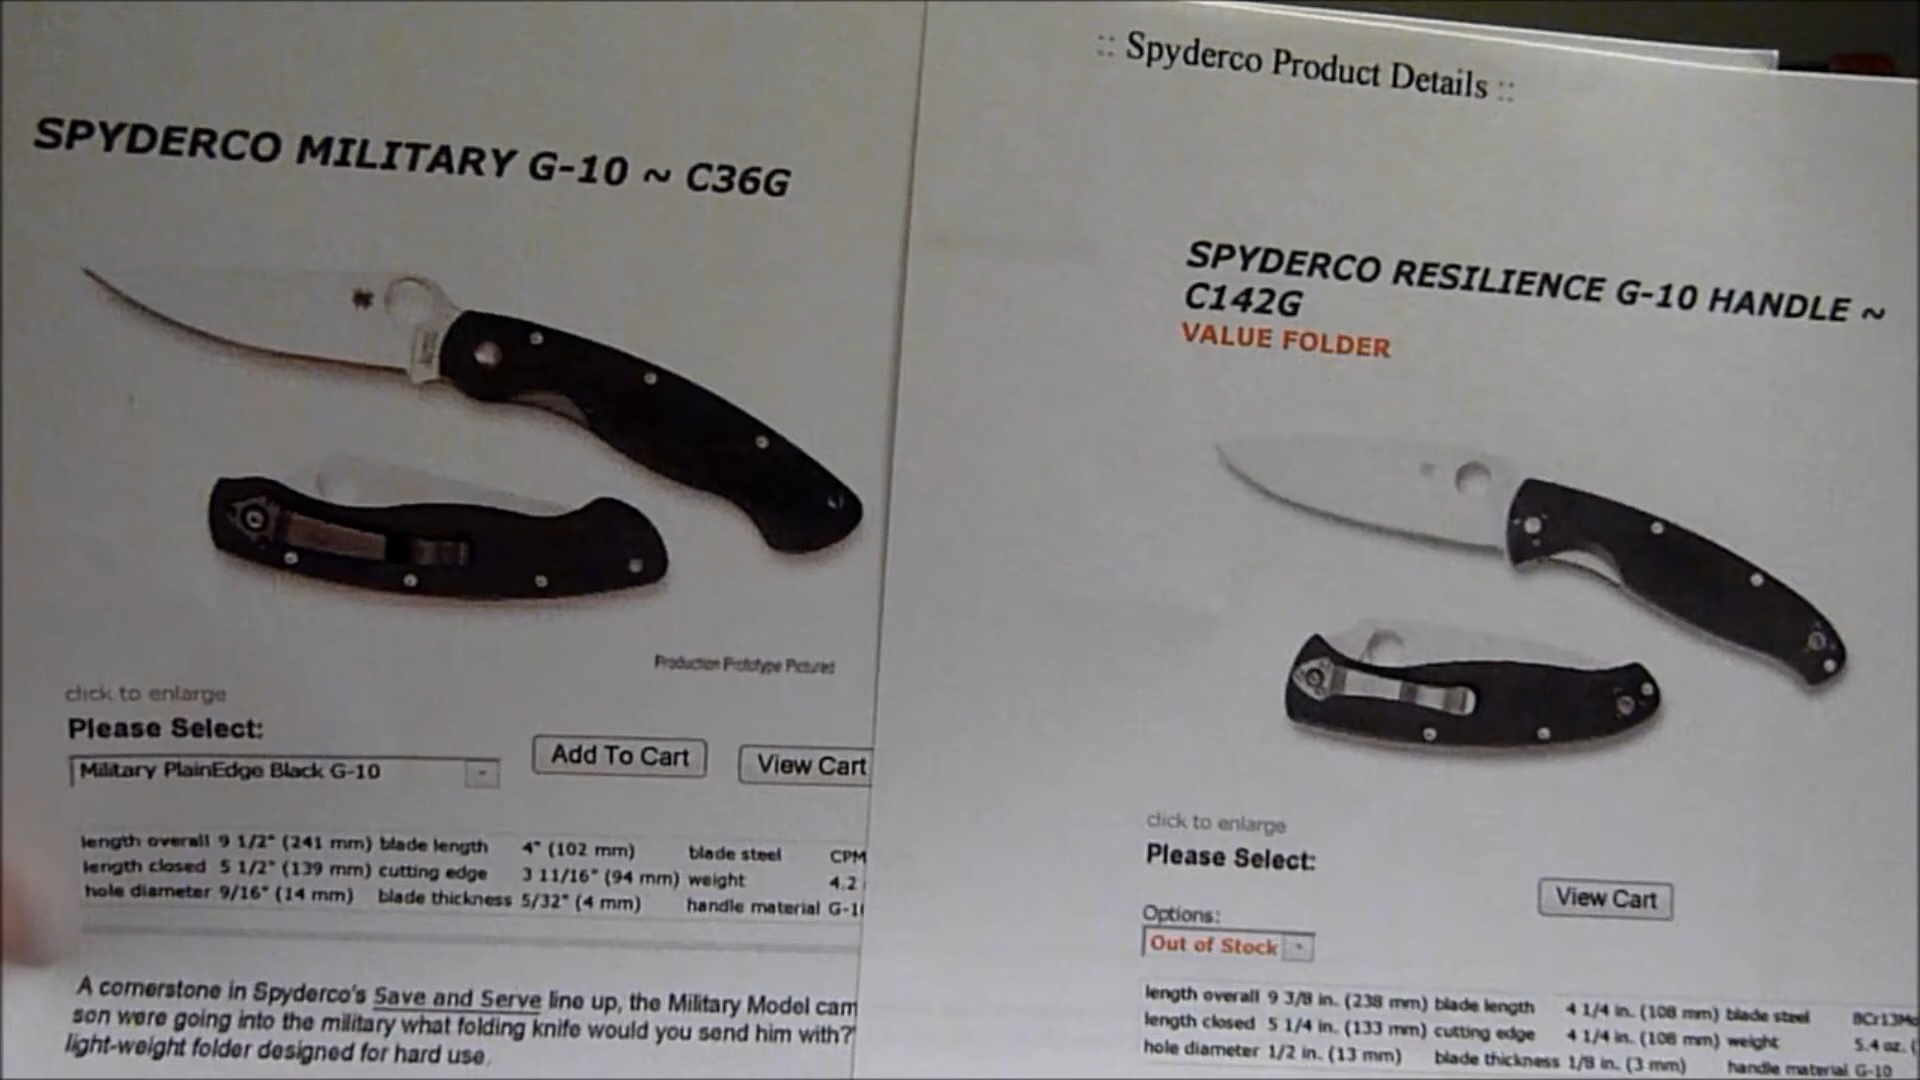 SPYDERCO MILITARY G-10 ~ C36G
Production Prototype Pictured
click to enlarge
Please Select:
Military PlainEdge Black G-10
Add To Cart
View Cart
length overall 9 1/2" (241 mm) blade length 4" (102 mm) blade steel CPM
length closed 5 1/2" (139 mm) cutting edge 3 11/16" (94 mm) weight 4.2
hole diameter 9/16" (14 mm) blade thickness 5/32" (4 mm) handle material G-1
A cornerstone in Spyderco's Save and Serve line up, the Military Model cam
son were going into the military what folding knife would you send him with?"
light-weight folder designed for hard use.
:: Spyderco Product Details ::
SPYDERCO RESILIENCE G-10 HANDLE ~
C142G
VALUE FOLDER
click to enlarge
Please Select:
View Cart
Options:
Out of Stock
length overall 9 3/8 in. (238 mm) blade length 4 1/4 in. (108 mm) blade steel 8Cr13Mo
length closed 5 1/4 in. (133 mm) cutting edge 4 1/4 in. (108 mm) weight 5.4 oz. (
hole diameter 1/2 in. (13 mm) blade thickness 1/8 in. (3 mm) handle material G-10